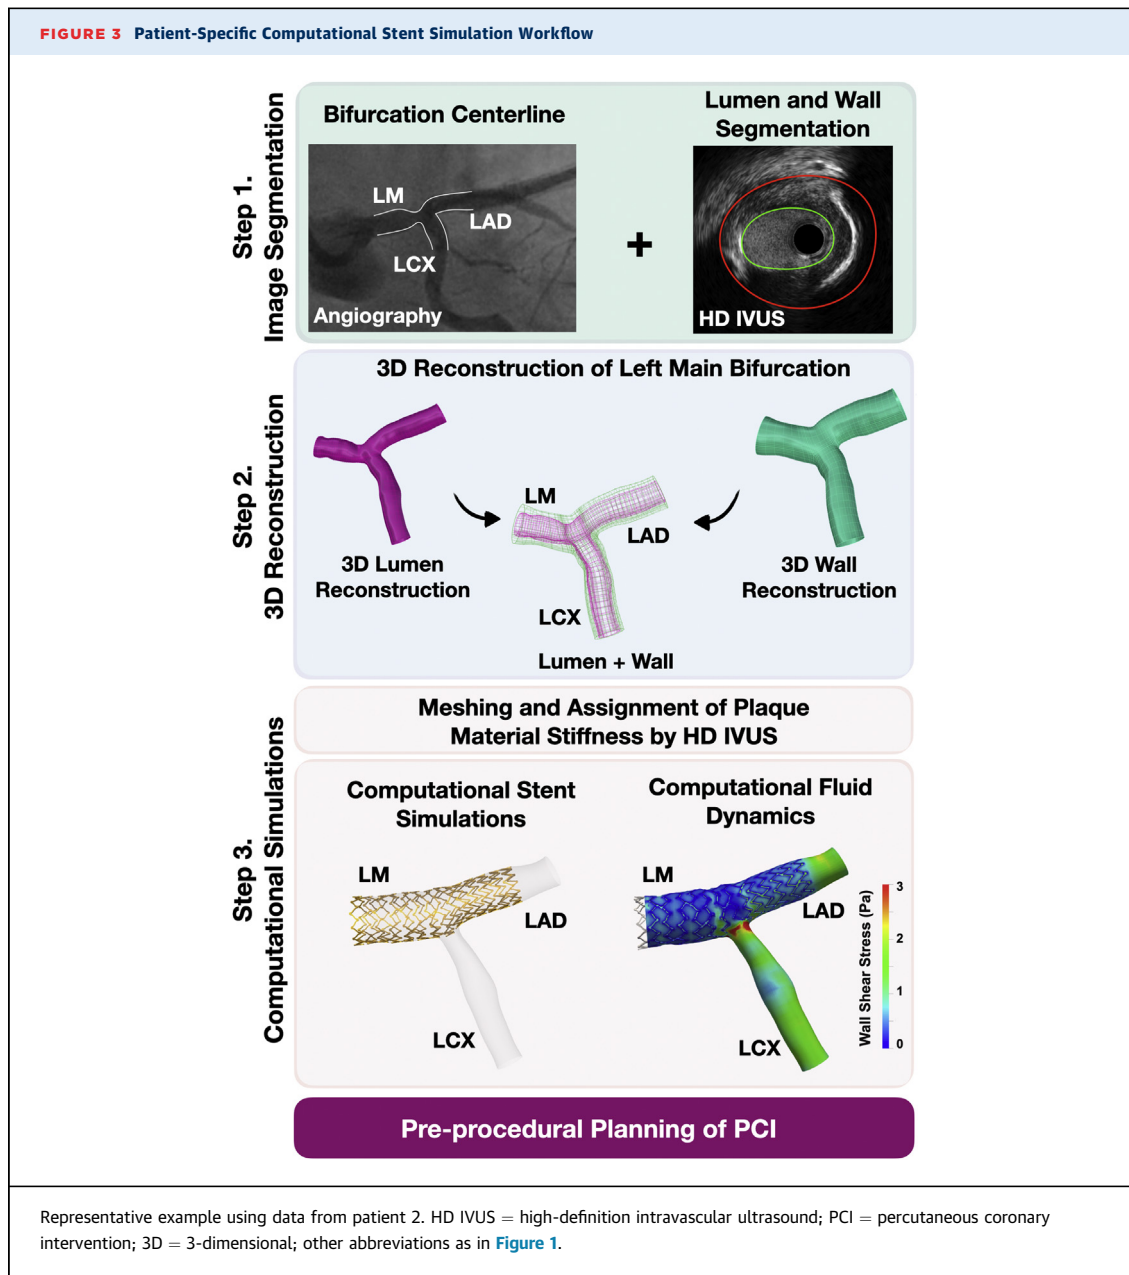 FIGURE 3 Patient-Specific Computational Stent Simulation Workflow
Step 1.
Image Segmentation
Bifurcation Centerline
LM
LAD
LCX
Angiography
+
Lumen and Wall
Segmentation
HD IVUS
Step 2.
3D Reconstruction
3D Reconstruction of Left Main Bifurcation
3D Lumen
Reconstruction
LM
LAD
LCX
Lumen + Wall
3D Wall
Reconstruction
Step 3.
Computational Simulations
Meshing and Assignment of Plaque
Material Stiffness by HD IVUS
Computational Stent
Simulations
LM
LAD
LCX
Computational Fluid
Dynamics
LM
LAD
LCX
Wall Shear Stress (Pa)
3
2
1
0
Pre-procedural Planning of PCI
Representative example using data from patient 2. HD IVUS = high-definition intravascular ultrasound; PCI = percutaneous coronary
intervention; 3D = 3-dimensional; other abbreviations as in Figure 1.